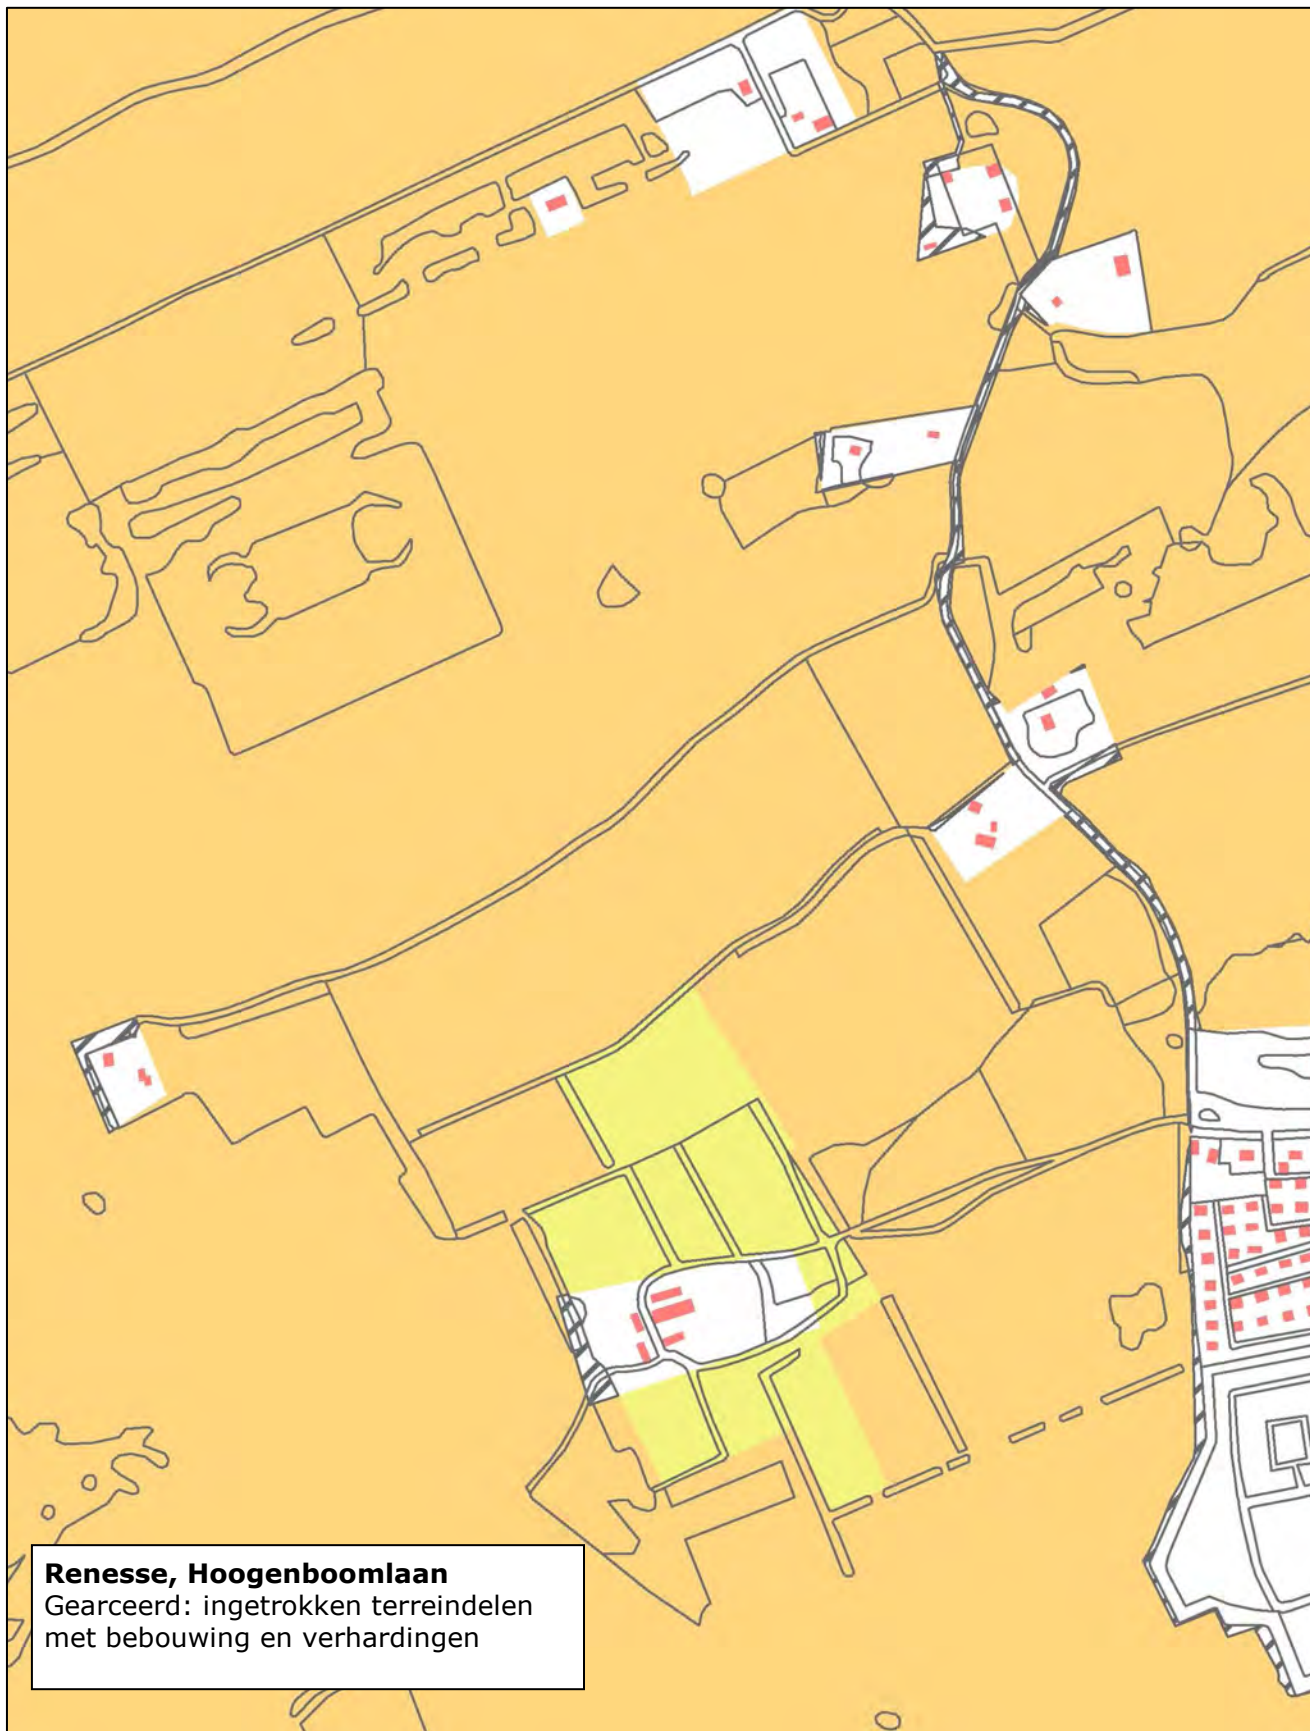 Renesse, Hoogenboomlaan
Gearceerd: ingetrokken terreindelen
met bebouwing en verhardingen